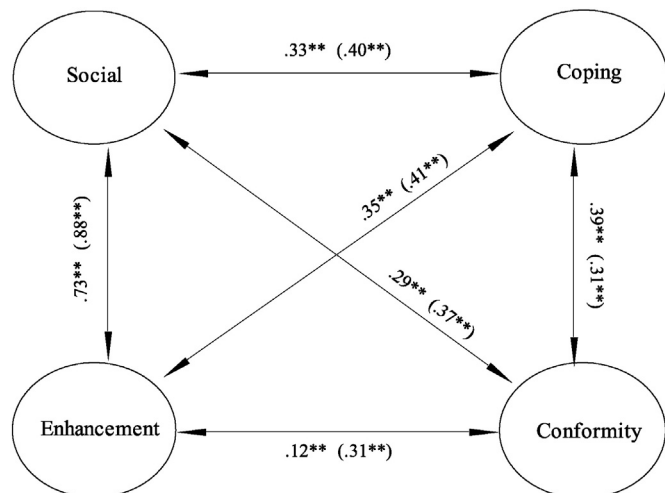 .33** (.40**)
Social
Coping
.35** (.41**)
.73** (.88**)
.39** (.31**)
.29** (.37**)
Enhancement
Conformity
.12** (.31**)